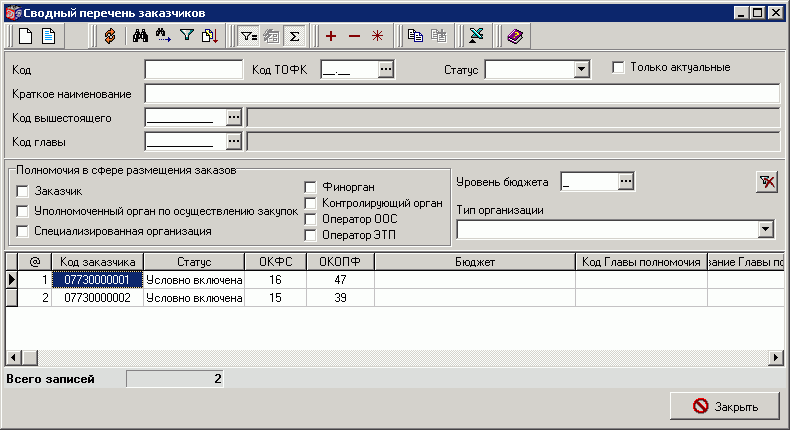 Сводный перечень заказчиков
Код
Код ТОФК __.__
Статус
Только актуальные
Краткое наименование
Код вышестоящего
Код главы
Полномочия в сфере размещения заказов
Заказчик
Уполномоченный орган по осуществлению закупок
Специализированная организация
Финорган
Контролирующий орган
Оператор ООС
Оператор ЭТП
Уровень бюджета _
Тип организации
@ Код заказчика Статус ОКФС ОКОПФ Бюджет Код Главы полномочия зание Главы по
1 07730000001 Условно включена 16 47
2 07730000002 Условно включена 15 39
Всего записей 2
Закрыть